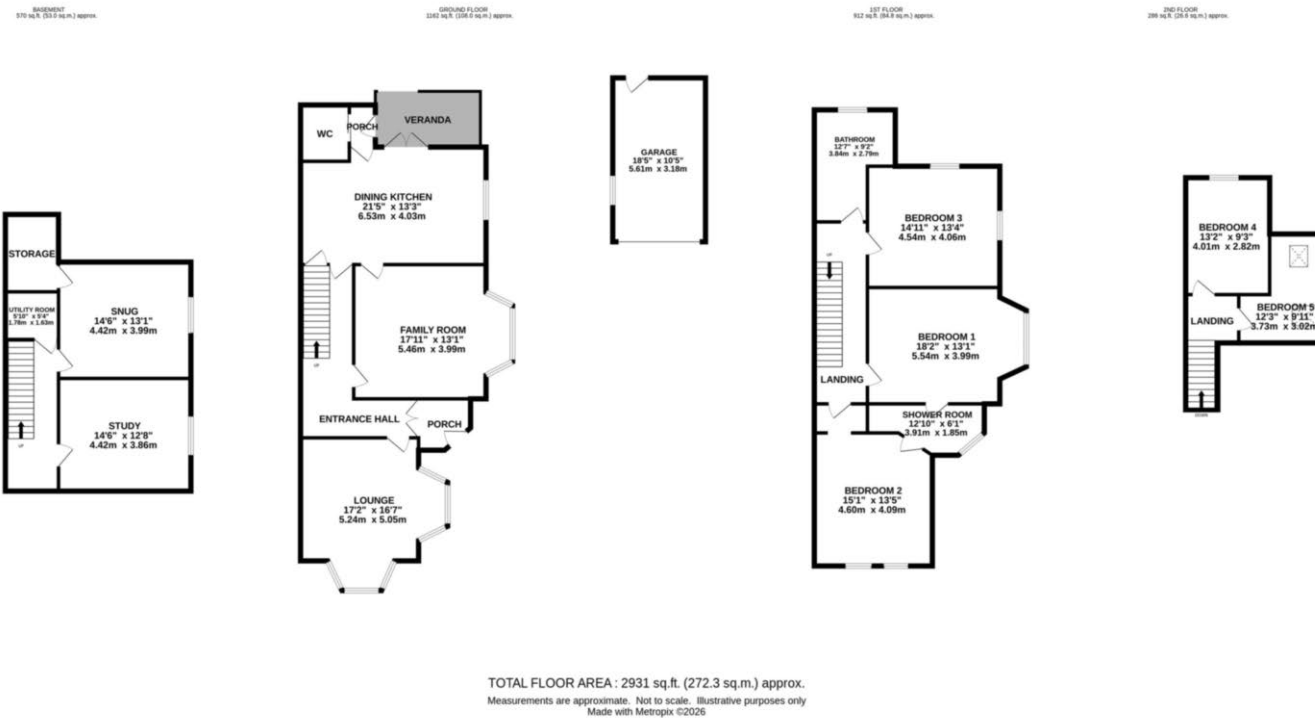 BASEMENT
570 sq.ft. (53.0 sq.m.) approx.
GROUND FLOOR
1162 sq.ft. (108.0 sq.m.) approx.
1ST FLOOR
912 sq.ft. (84.8 sq.m.) approx.
2ND FLOOR
286 sq.ft. (26.6 sq.m.) approx.
STORAGE
UTILITY ROOM
5'10" x 5'4"
1.78m x 1.63m
SNUG
14'6" x 13'1"
4.42m x 3.99m
UP
STUDY
14'6" x 12'8"
4.42m x 3.86m
WC
PORCH
VERANDA
DINING KITCHEN
21'5" x 13'3"
6.53m x 4.03m
FAMILY ROOM
17'11" x 13'1"
5.46m x 3.99m
UP
ENTRANCE HALL
PORCH
LOUNGE
17'2" x 16'7"
5.24m x 5.05m
GARAGE
18'5" x 10'5"
5.61m x 3.18m
BATHROOM
12'7" x 9'2"
3.84m x 2.79m
BEDROOM 3
14'11" x 13'4"
4.54m x 4.06m
UP
BEDROOM 1
18'2" x 13'1"
5.54m x 3.99m
LANDING
SHOWER ROOM
12'10" x 6'1"
3.91m x 1.85m
BEDROOM 2
15'1" x 13'5"
4.60m x 4.09m
BEDROOM 4
13'2" x 9'3"
4.01m x 2.82m
LANDING
BEDROOM 5
12'3" x 9'11"
3.73m x 3.02m
DOWN
TOTAL FLOOR AREA : 2931 sq.ft. (272.3 sq.m.) approx.
Measurements are approximate. Not to scale. Illustrative purposes only
Made with Metropix ©2026